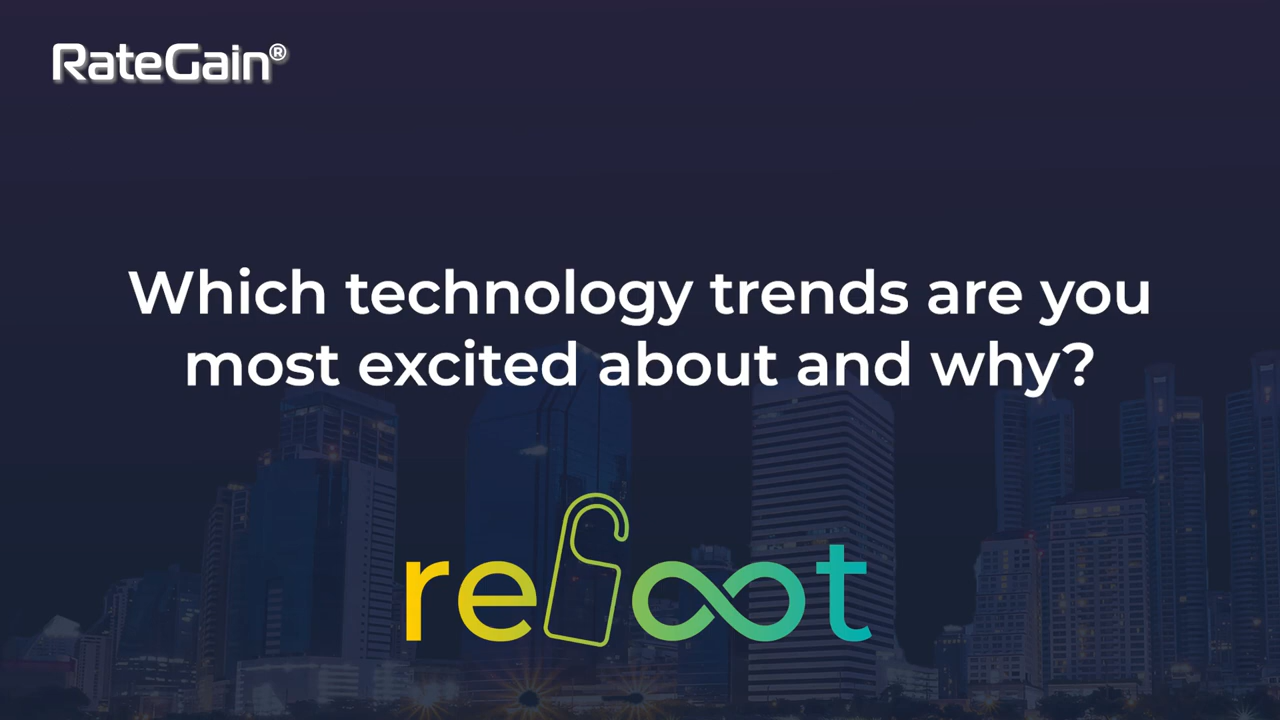 RateGain®
Which technology trends are you
most excited about and why?
reboot